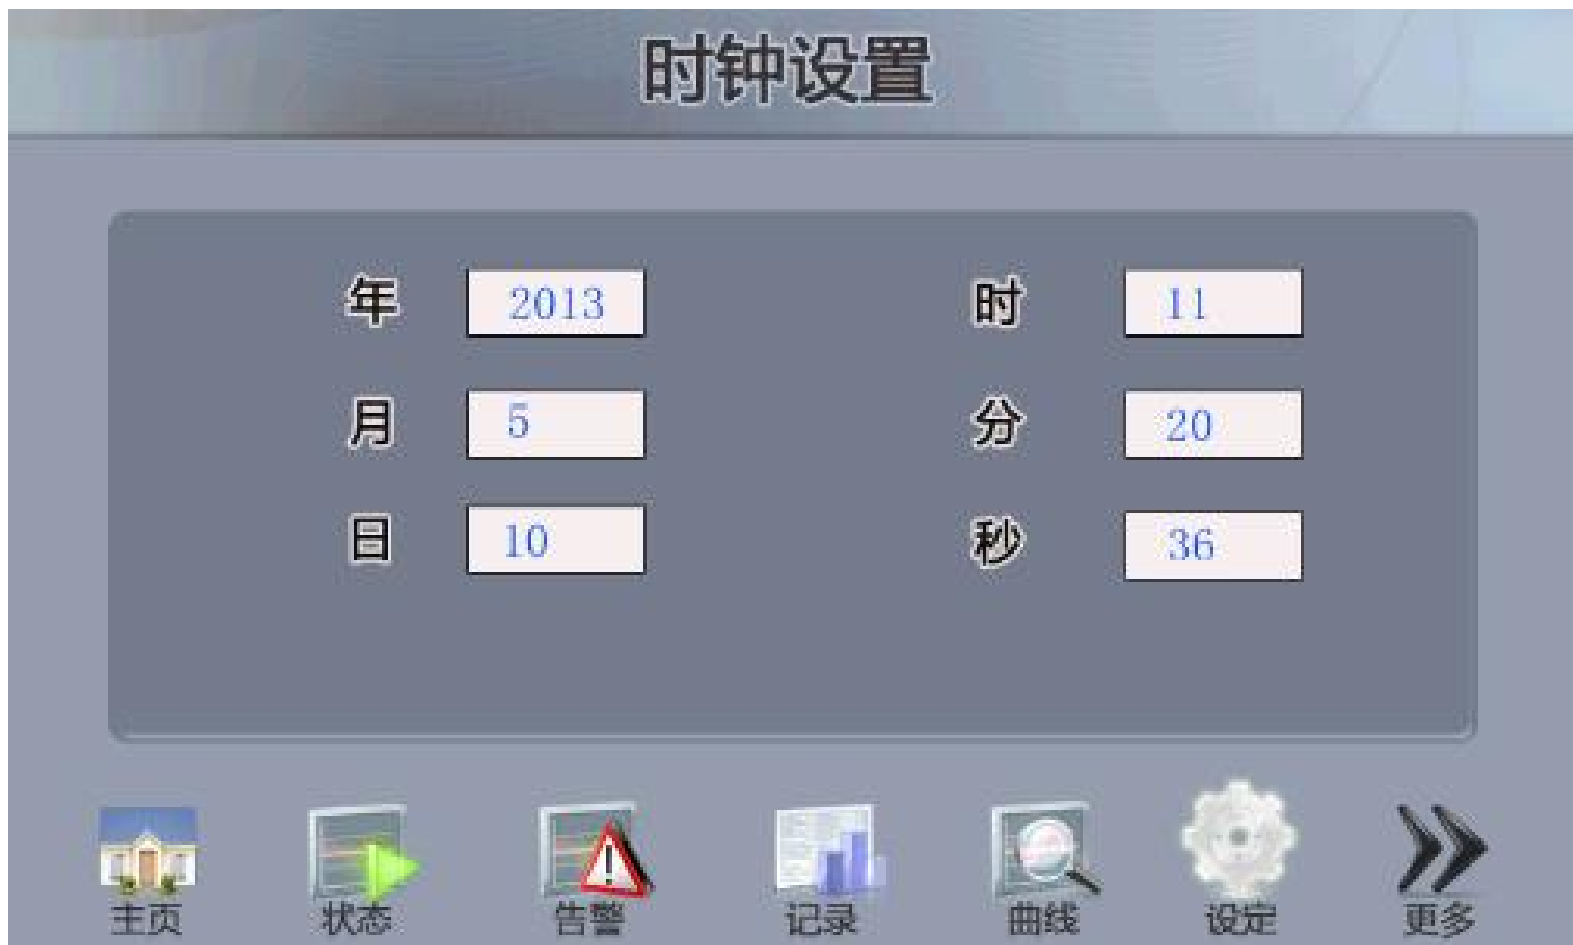 时钟设置
年 2013 时 11
月 5 分 20
日 10 秒 36
主页 状态 告警 记录 曲线 设定 更多